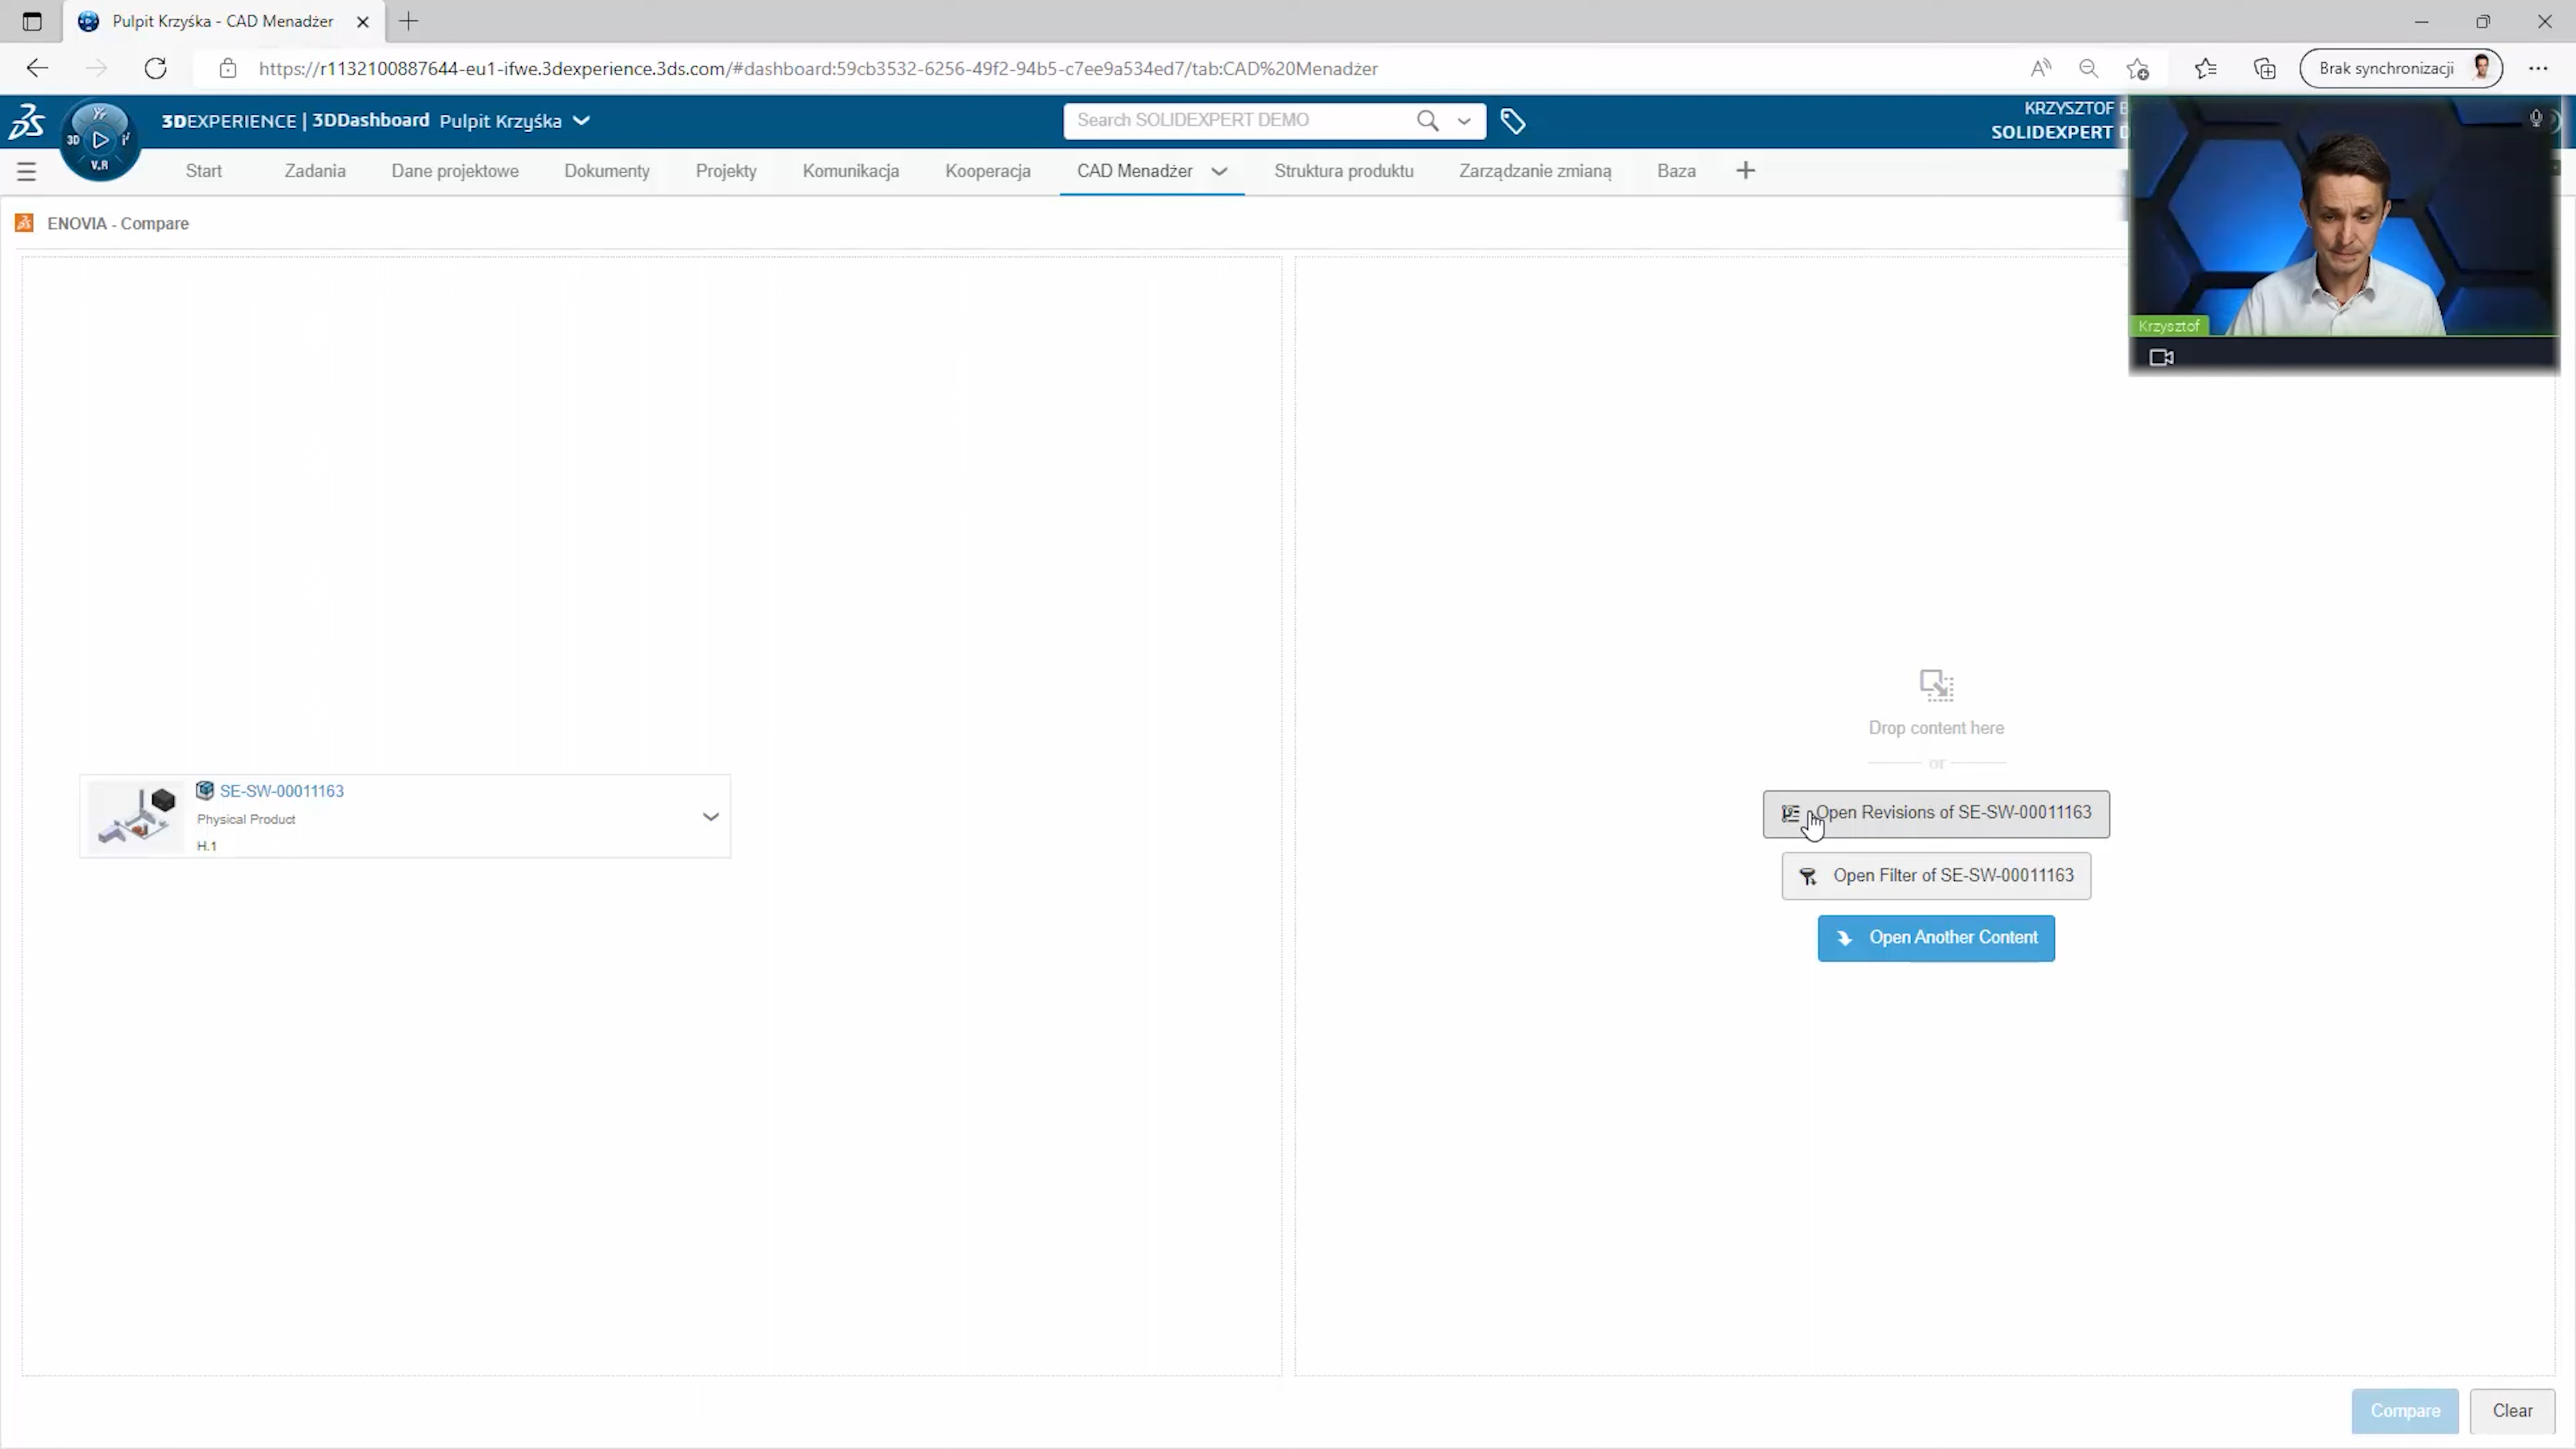 Pulpit Krzyśka - CAD Menadżer
https://r1132100887644-eu1-ifwe.3dexperience.3ds.com/#dashboard:59cb3532-6256-49f2-94b5-c7ee9a534ed7/tab:CAD%20Menadżer
Brak synchronizacji
3DEXPERIENCE | 3DDashboard Pulpit Krzyśka
Search SOLIDEXPERT DEMO
KRZYSZTOF
SOLIDEXPERT
3D
V.R
Start Zadania Dane projektowe Dokumenty Projekty Komunikacja Kooperacja CAD Menadżer Struktura produktu Zarządzanie zmianą Baza
ENOVIA - Compare
Krzysztof
SE-SW-00011163
Physical Product
H.1
Drop content here
or
Open Revisions of SE-SW-00011163
Open Filter of SE-SW-00011163
Open Another Content
Compare Clear